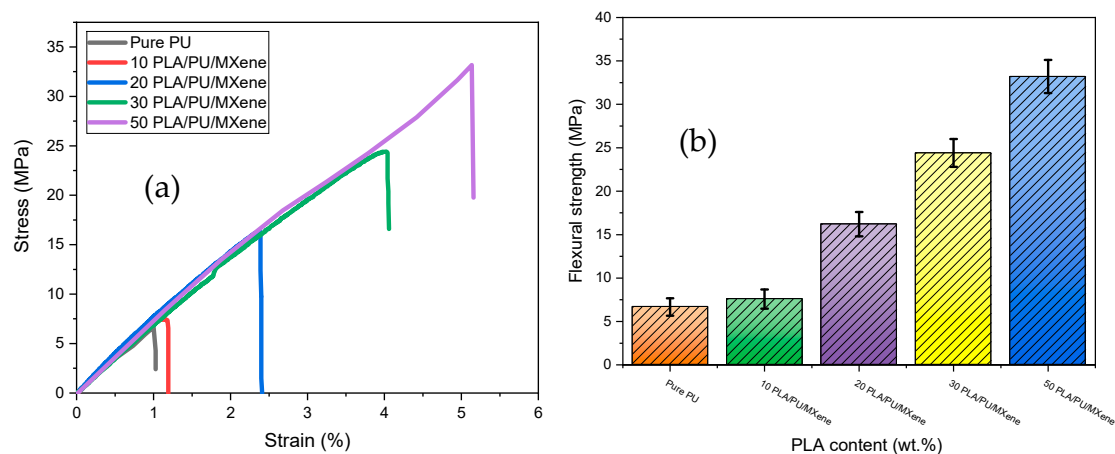 (a)
Pure PU
10 PLA/PU/MXene
20 PLA/PU/MXene
30 PLA/PU/MXene
50 PLA/PU/MXene
Stress (MPa)
35
30
25
20
15
10
5
0
0 1 2 3 4 5 6
Strain (%)
(b)
Flexural strength (MPa)
40
35
30
25
20
15
10
5
0
Pure PU
10 PLA/PU/MXene
20 PLA/PU/MXene
30 PLA/PU/MXene
50 PLA/PU/MXene
PLA content (wt.%)